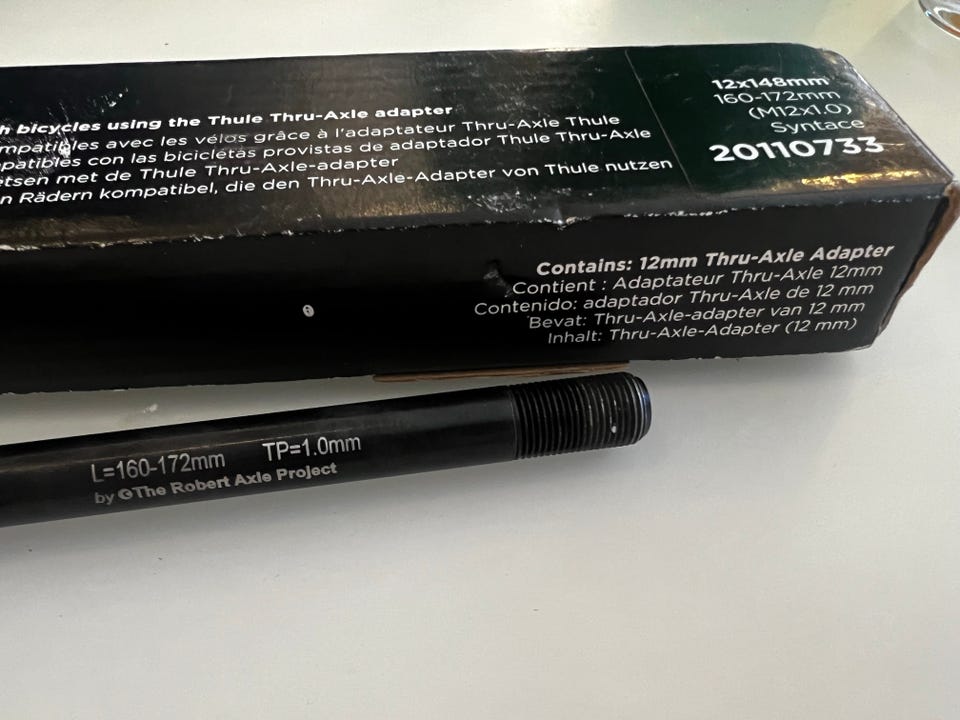 h bicycles using the Thule Thru-Axle adapter
mpatibles avec les vélos grâce à l'adaptateur Thru-Axle Thule
patibles con las bicicletas provistas de adaptador Thule Thru-Axle
etsen met de Thule Thru-Axle-adapter
n Rädern kompatibel, die den Thru-Axle-Adapter von Thule nutzen
12x148mm
160-172mm
(M12x1.0)
Syntace
20110733
Contains: 12mm Thru-Axle Adapter
Contient : Adaptateur Thru-Axle 12mm
Contenido: adaptador Thru-Axle de 12 mm
Bevat: Thru-Axle-adapter van 12 mm
Inhalt: Thru-Axle-Adapter (12 mm)
L=160-172mm TP=1.0mm
by The Robert Axle Project